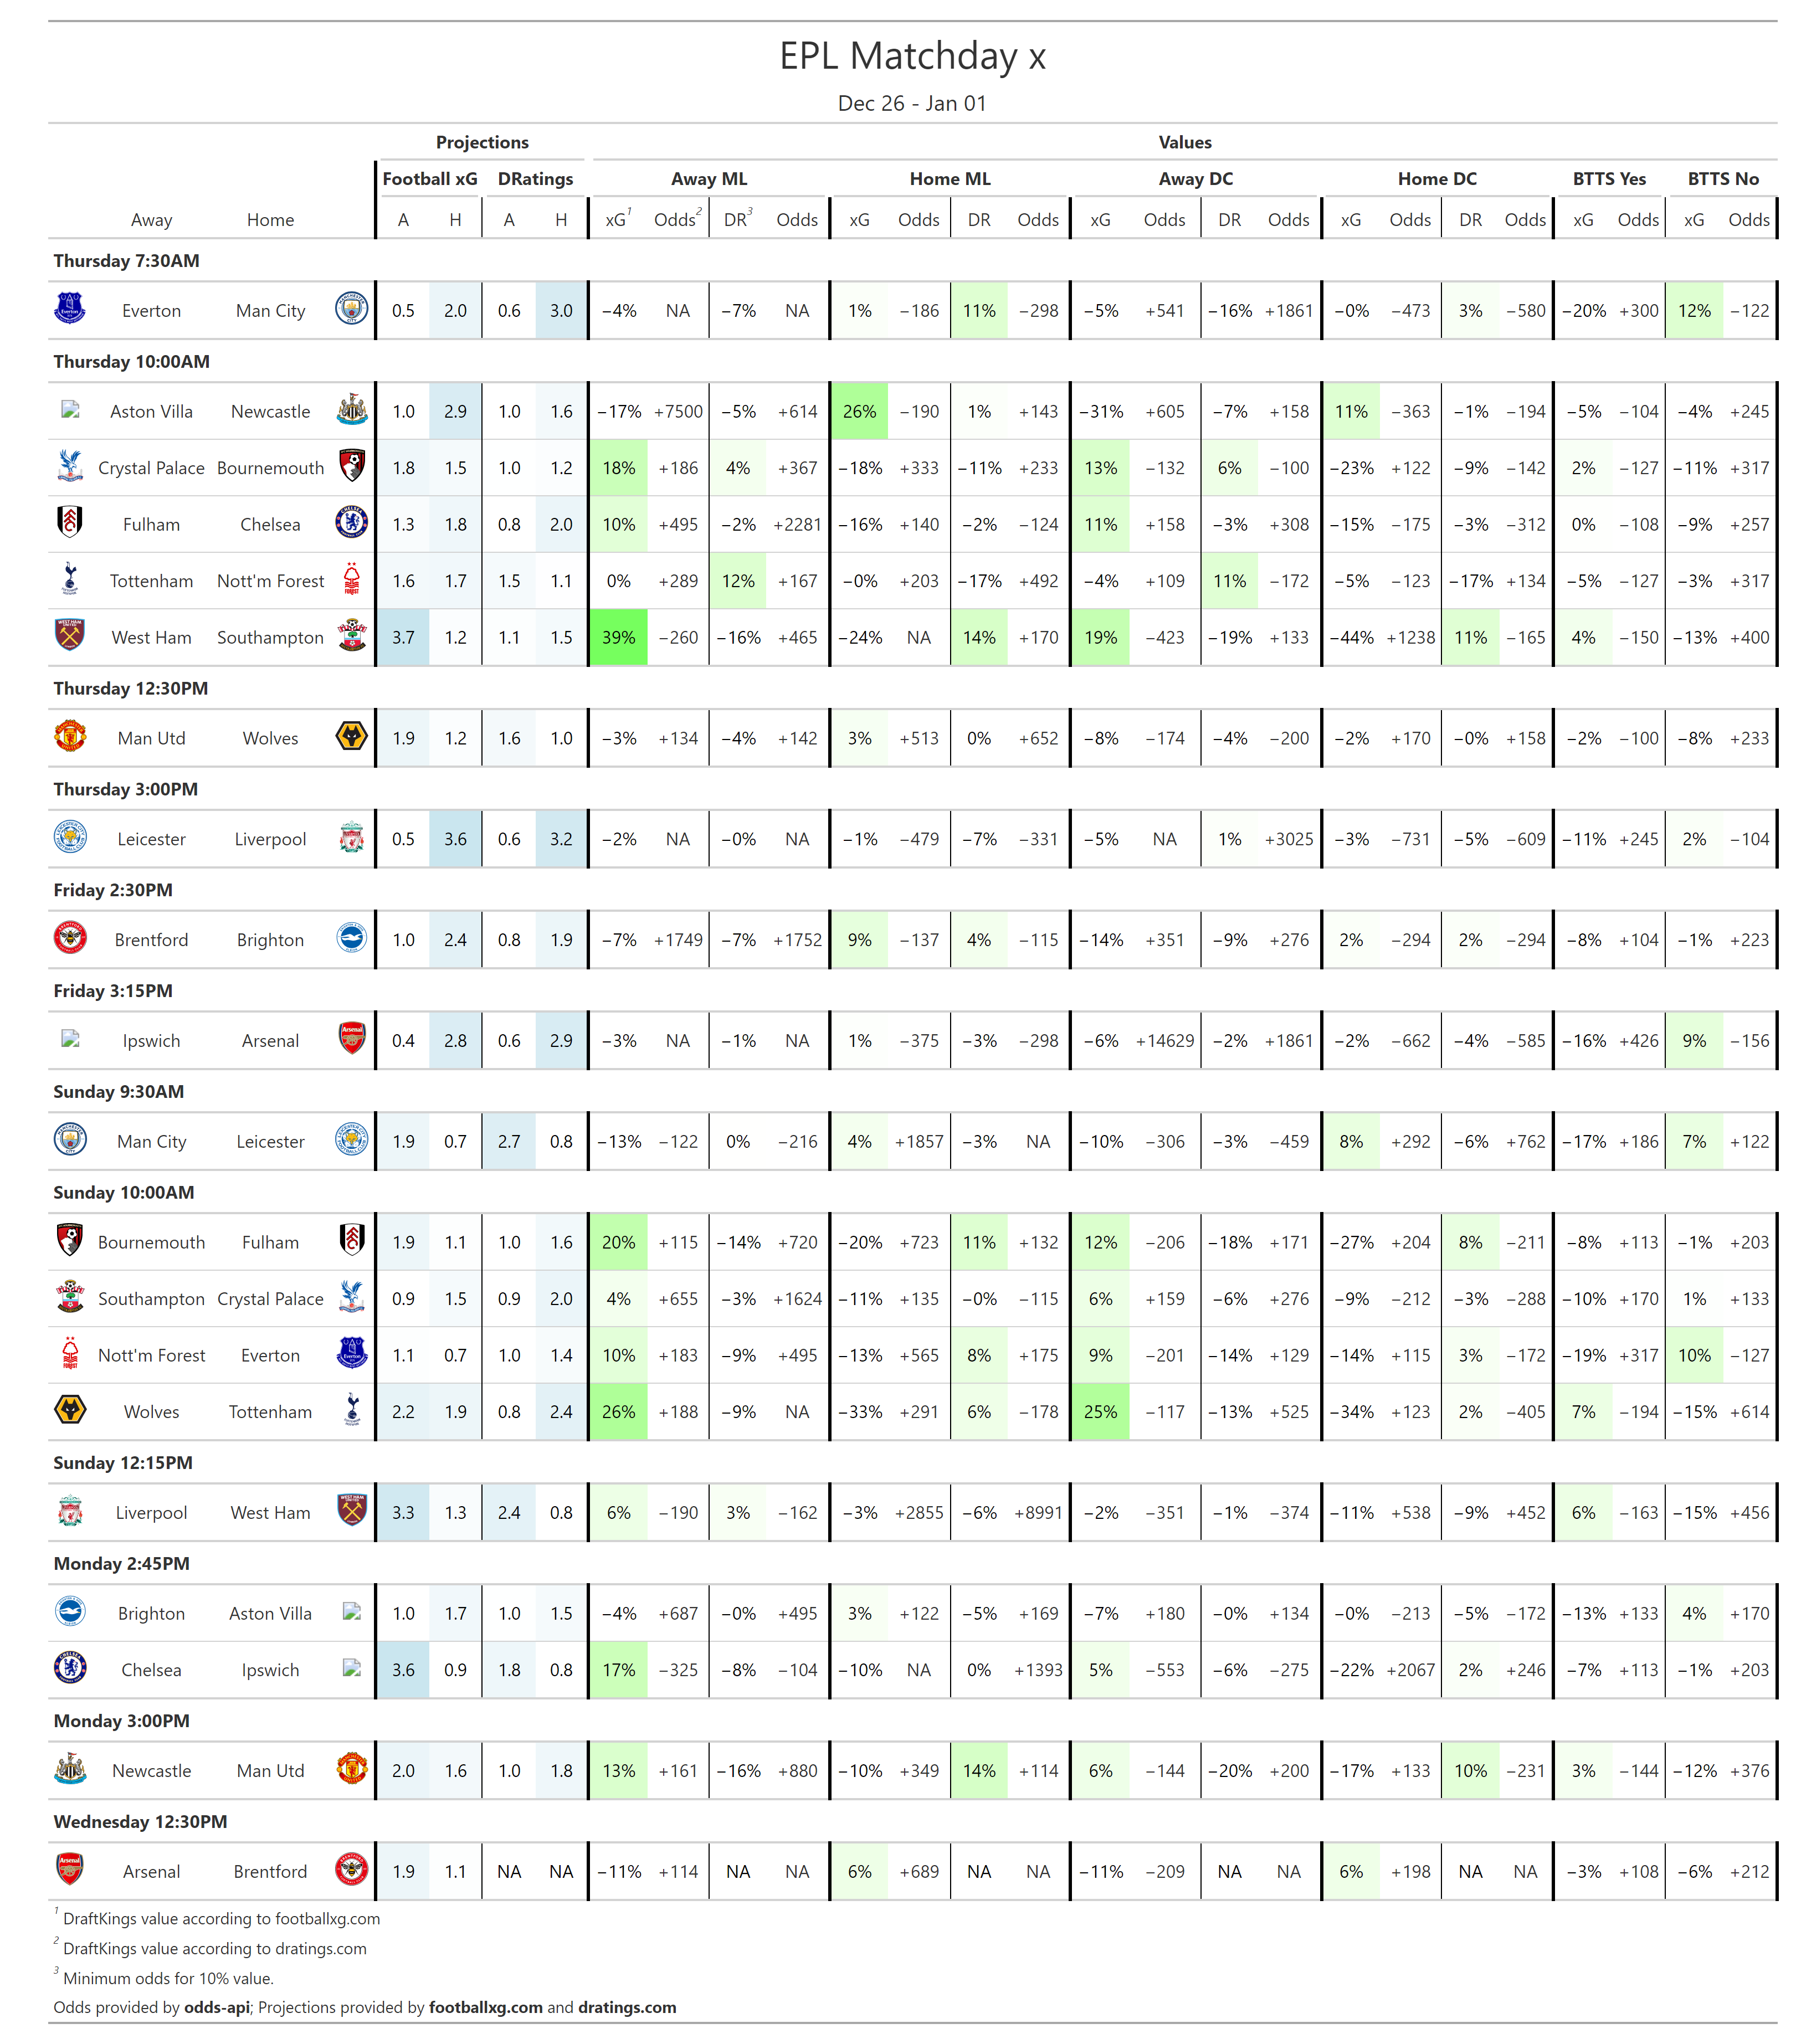 EPL Matchday x
Dec 26 - Jan 01
Projections Values
Football xG DRatings Away ML Home ML Away DC Home DC BTTS Yes BTTS No
Away Home A H A H xG1 Odds2 DR3 Odds xG Odds DR Odds xG Odds DR Odds xG Odds DR Odds xG Odds xG Odds
Thursday 7:30AM
Everton Man City 0.5 2.0 0.6 3.0 −4% NA −7% NA 1% −186 11% −298 −5% +541 −16% +1861 −0% −473 3% −580 −20% +300 12% −122
Thursday 10:00AM
Aston Villa Newcastle 1.0 2.9 1.0 1.6 −17% +7500 −5% +614 26% −190 1% +143 −31% +605 −7% +158 11% −363 −1% −194 −5% −104 −4% +245
Crystal Palace Bournemouth 1.8 1.5 1.0 1.2 18% +186 4% +367 −18% +333 −11% +233 13% −132 6% −100 −23% +122 −9% −142 2% −127 −11% +317
Fulham Chelsea 1.3 1.8 0.8 2.0 10% +495 −2% +2281 −16% +140 −2% −124 11% +158 −3% +308 −15% −175 −3% −312 0% −108 −9% +257
Tottenham Nott'm Forest 1.6 1.7 1.5 1.1 0% +289 12% +167 −0% +203 −17% +492 −4% +109 11% −172 −5% −123 −17% +134 −5% −127 −3% +317
West Ham Southampton 3.7 1.2 1.1 1.5 39% −260 −16% +465 −24% NA 14% +170 19% −423 −19% +133 −44% +1238 11% −165 4% −150 −13% +400
Thursday 12:30PM
Man Utd Wolves 1.9 1.2 1.6 1.0 −3% +134 −4% +142 3% +513 0% +652 −8% −174 −4% −200 −2% +170 −0% +158 −2% −100 −8% +233
Thursday 3:00PM
Leicester Liverpool 0.5 3.6 0.6 3.2 −2% NA −0% NA −1% −479 −7% −331 −5% NA 1% +3025 −3% −731 −5% −609 −11% +245 2% −104
Friday 2:30PM
Brentford Brighton 1.0 2.4 0.8 1.9 −7% +1749 −7% +1752 9% −137 4% −115 −14% +351 −9% +276 2% −294 2% −294 −8% +104 −1% +223
Friday 3:15PM
Ipswich Arsenal 0.4 2.8 0.6 2.9 −3% NA −1% NA 1% −375 −3% −298 −6% +14629 −2% +1861 −2% −662 −4% −585 −16% +426 9% −156
Sunday 9:30AM
Man City Leicester 1.9 0.7 2.7 0.8 −13% −122 0% −216 4% +1857 −3% NA −10% −306 −3% −459 8% +292 −6% +762 −17% +186 7% +122
Sunday 10:00AM
Bournemouth Fulham 1.9 1.1 1.0 1.6 20% +115 −14% +720 −20% +723 11% +132 12% −206 −18% +171 −27% +204 8% −211 −8% +113 −1% +203
Southampton Crystal Palace 0.9 1.5 0.9 2.0 4% +655 −3% +1624 −11% +135 −0% −115 6% +159 −6% +276 −9% −212 −3% −288 −10% +170 1% +133
Nott'm Forest Everton 1.1 0.7 1.0 1.4 10% +183 −9% +495 −13% +565 8% +175 9% −201 −14% +129 −14% +115 3% −172 −19% +317 10% −127
Wolves Tottenham 2.2 1.9 0.8 2.4 26% +188 −9% NA −33% +291 6% −178 25% −117 −13% +525 −34% +123 2% −405 7% −194 −15% +614
Sunday 12:15PM
Liverpool West Ham 3.3 1.3 2.4 0.8 6% −190 3% −162 −3% +2855 −6% +8991 −2% −351 −1% −374 −11% +538 −9% +452 6% −163 −15% +456
Monday 2:45PM
Brighton Aston Villa 1.0 1.7 1.0 1.5 −4% +687 −0% +495 3% +122 −5% +169 −7% +180 −0% +134 −0% −213 −5% −172 −13% +133 4% +170
Chelsea Ipswich 3.6 0.9 1.8 0.8 17% −325 −8% −104 −10% NA 0% +1393 5% −553 −6% −275 −22% +2067 2% +246 −7% +113 −1% +203
Monday 3:00PM
Newcastle Man Utd 2.0 1.6 1.0 1.8 13% +161 −16% +880 −10% +349 14% +114 6% −144 −20% +200 −17% +133 10% −231 3% −144 −12% +376
Wednesday 12:30PM
Arsenal Brentford 1.9 1.1 NA NA −11% +114 NA NA 6% +689 NA NA −11% −209 NA NA 6% +198 NA NA −3% +108 −6% +212
1 DraftKings value according to footballxg.com
2 DraftKings value according to dratings.com
3 Minimum odds for 10% value.
Odds provided by odds-api; Projections provided by footballxg.com and dratings.com